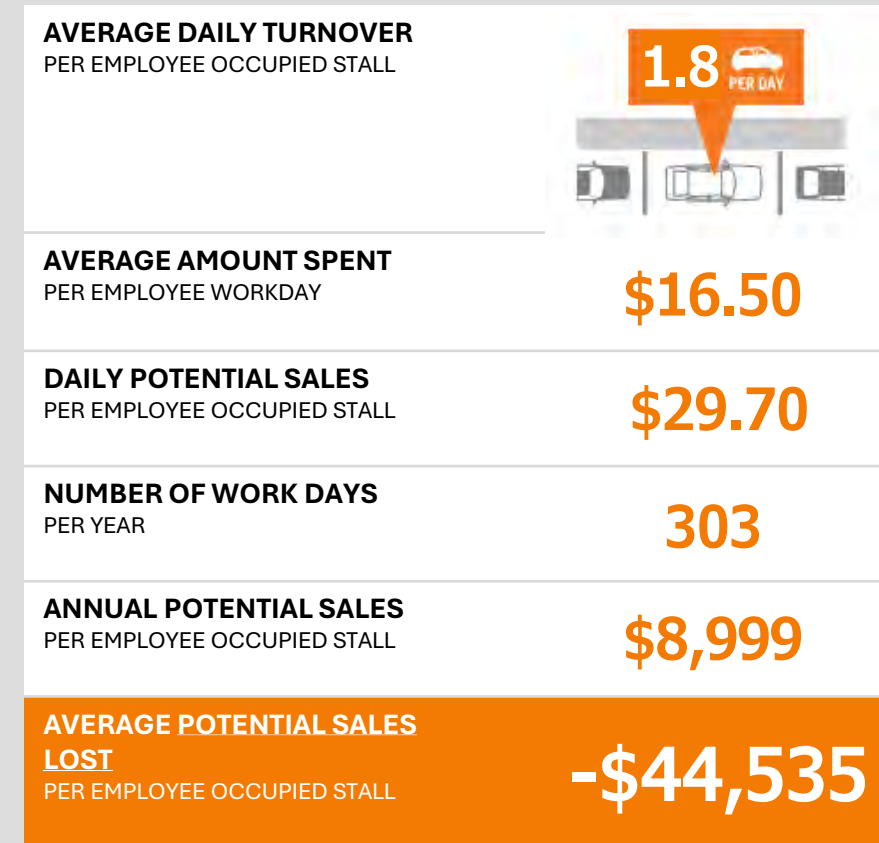 AVERAGE DAILY TURNOVER
PER EMPLOYEE OCCUPIED STALL
1.8
PER DAY
AVERAGE AMOUNT SPENT
PER EMPLOYEE WORKDAY
$16.50
DAILY POTENTIAL SALES
PER EMPLOYEE OCCUPIED STALL
$29.70
NUMBER OF WORK DAYS
PER YEAR
303
ANNUAL POTENTIAL SALES
PER EMPLOYEE OCCUPIED STALL
$8,999
AVERAGE POTENTIAL SALES
LOST
PER EMPLOYEE OCCUPIED STALL
-$44,535